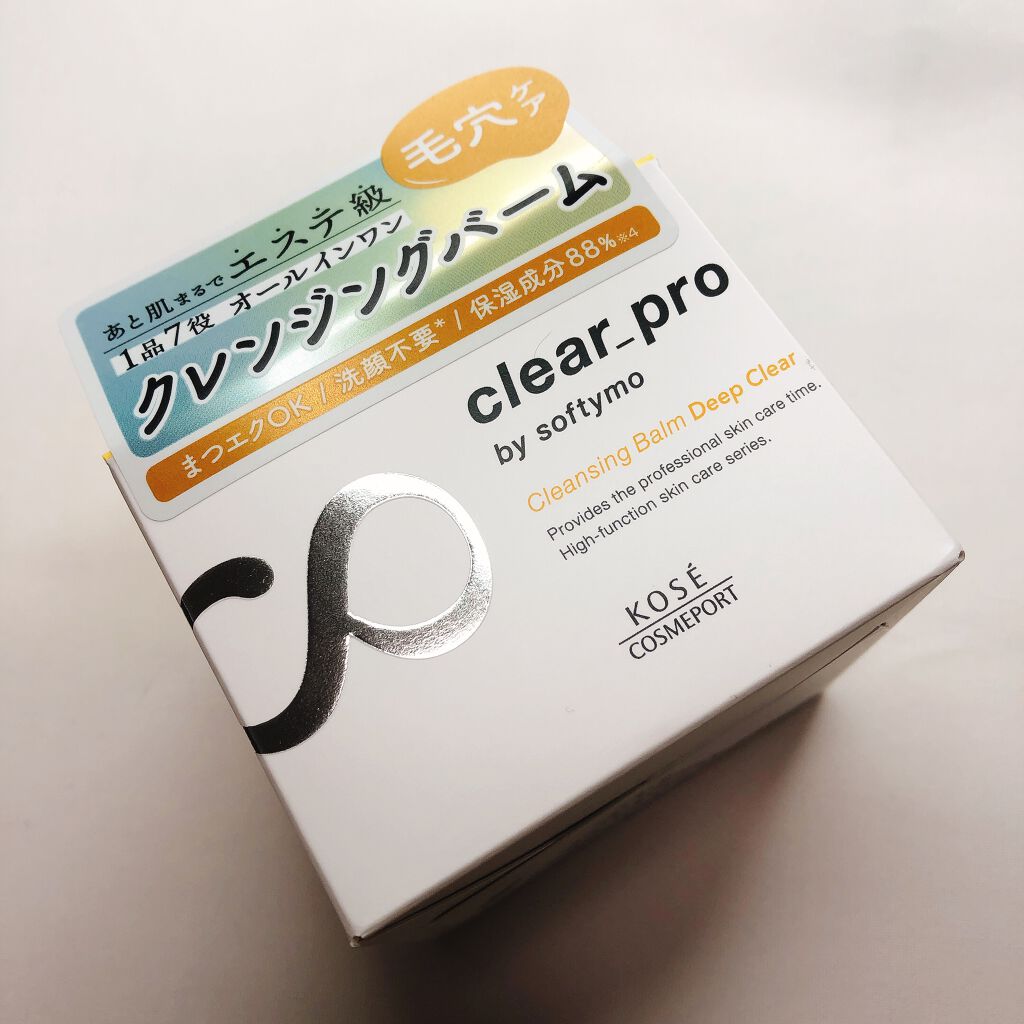 毛穴ケア
あと肌まるでエステ級
1品7役 オールインワン
クレンジングバーム
まつエクOK / 洗顔不要* / 保湿成分88%※4
clear_pro
by softymo
Cleansing Balm Deep Clear
Provides the professional skin care time.
High-function skin care series.
KOSÉ
COSMEPORT